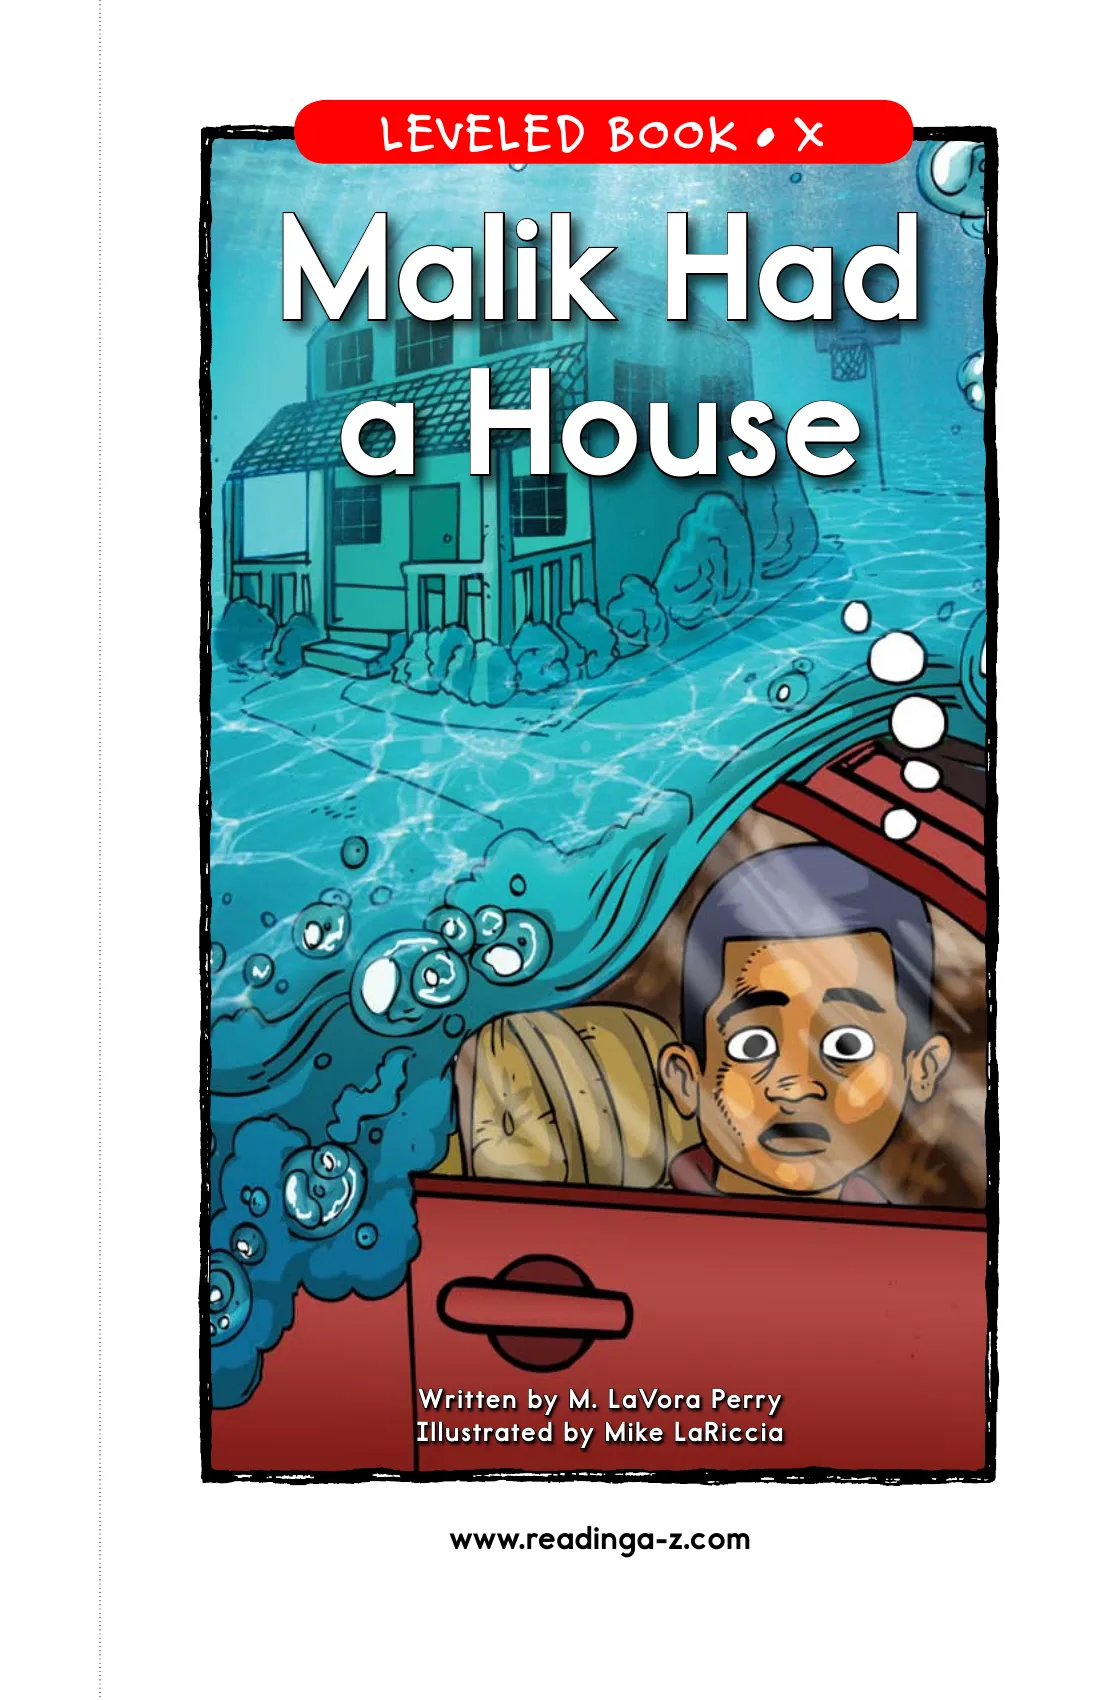 LEVELED BOOK • X
Malik Had
a House
Written by M. LaVora Perry
Illustrated by Mike LaRiccia
www.readinga-z.com